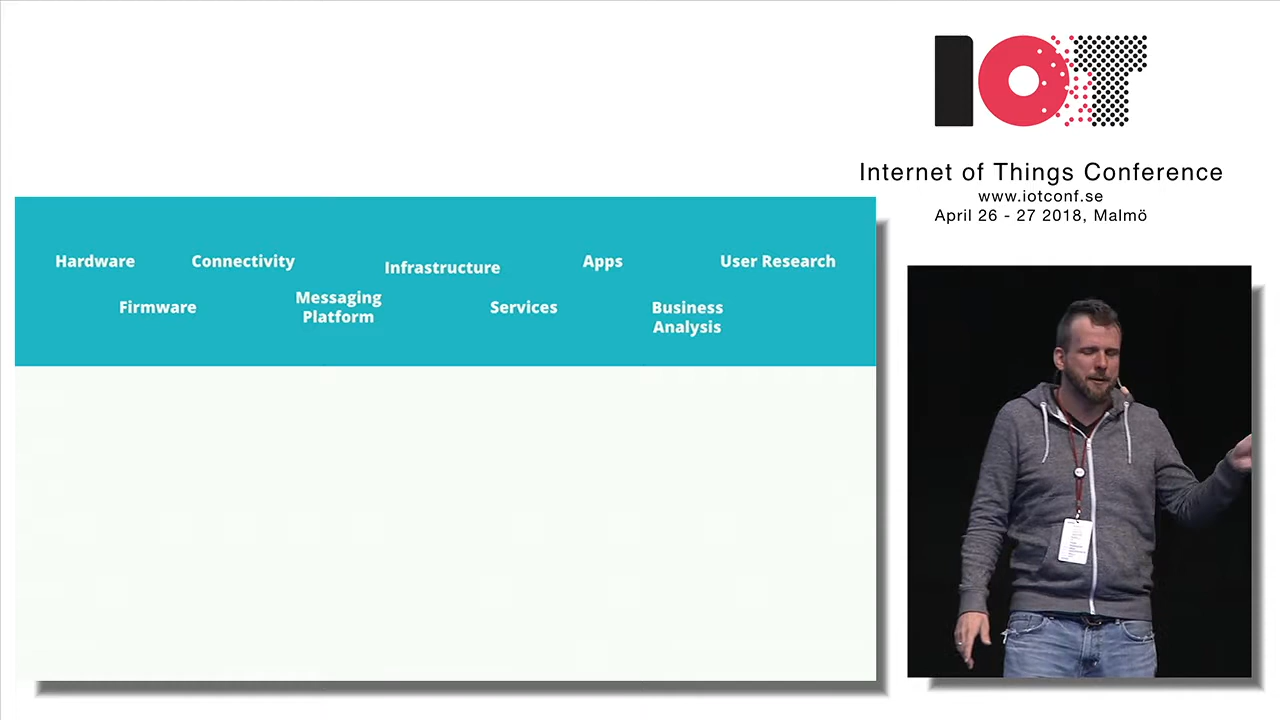 IOT
Internet of Things Conference
www.iotconf.se
April 26 - 27 2018, Malmö
Hardware
Connectivity
Infrastructure
Apps
User Research
Firmware
Messaging
Platform
Services
Business
Analysis